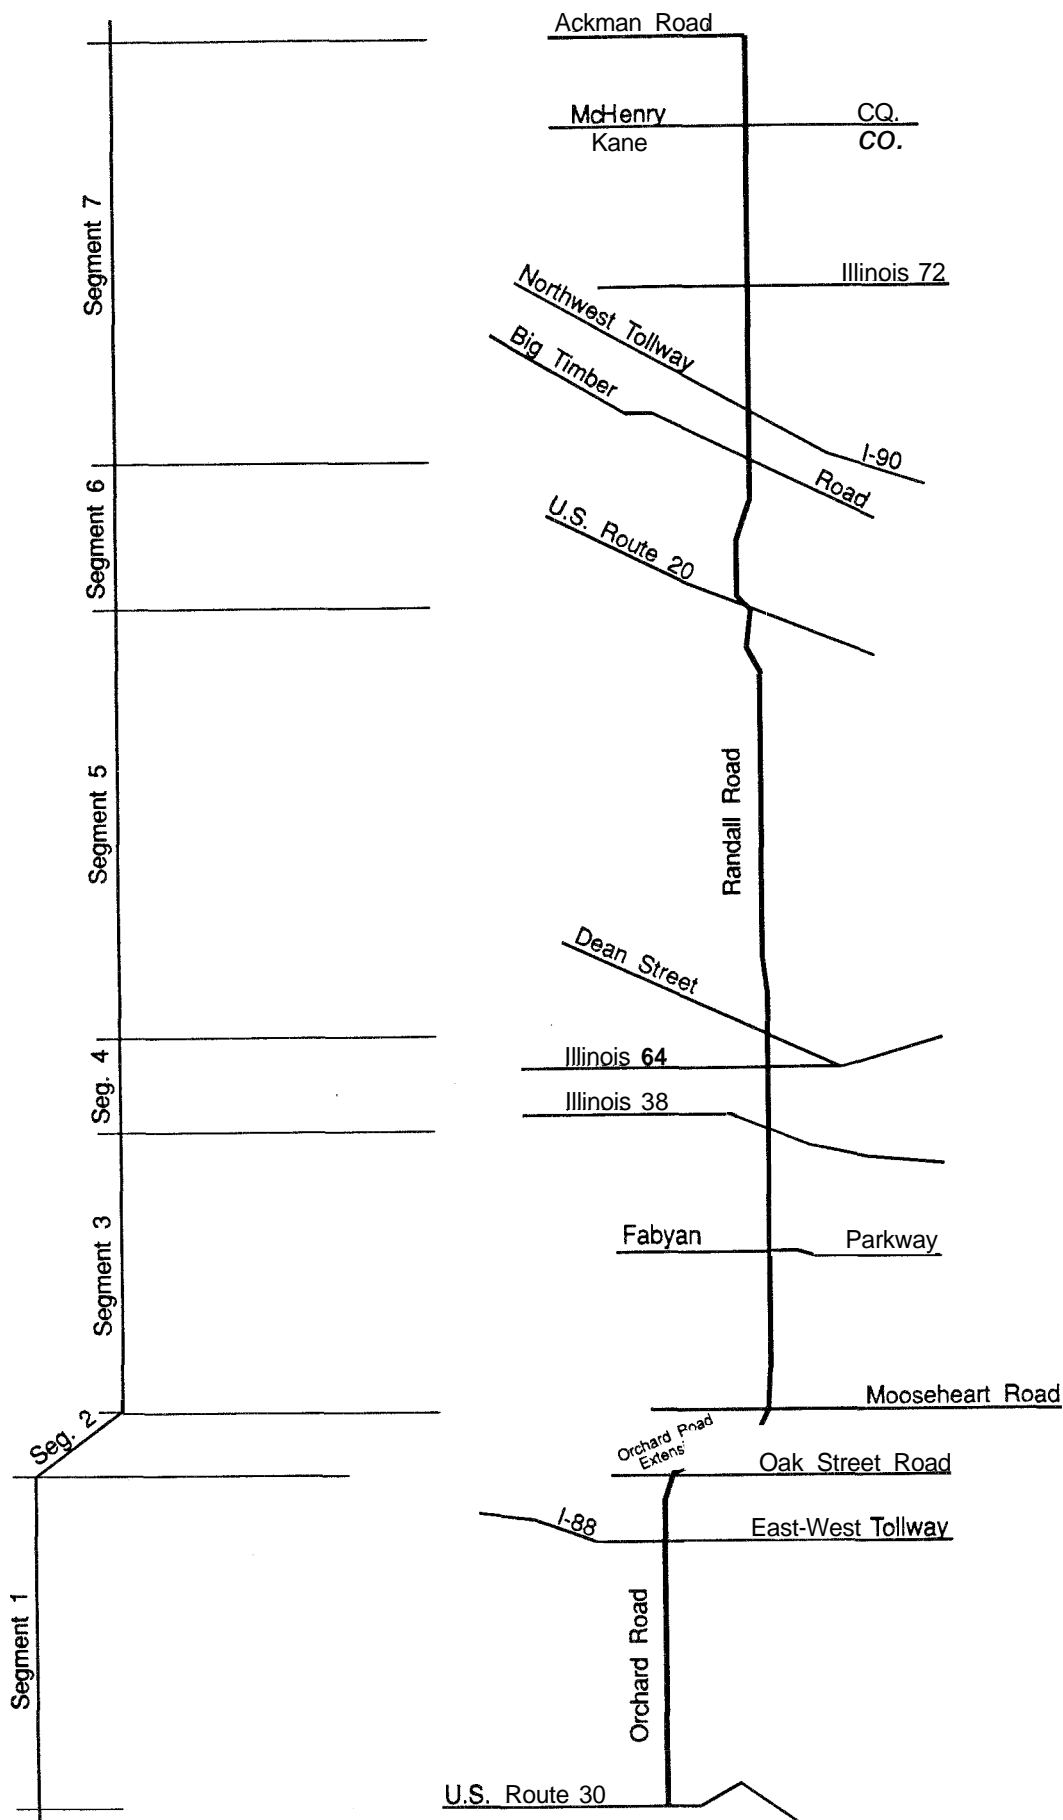 Ackman Road
McHenry CQ.
Kane CO.
Segment 7
Illinois 72
Northwest Tollway
I-90
Big Timber
Road
Segment 6
U.S. Route 20
Segment 5
Randall Road
Dean Street
Seg. 4
Illinois 64
Illinois 38
Segment 3
Fabyan Parkway
Mooseheart Road
Seg. 2
Orchard Road
Extens
Oak Street Road
I-88
East-West Tollway
Segment 1
Orchard Road
U.S. Route 30